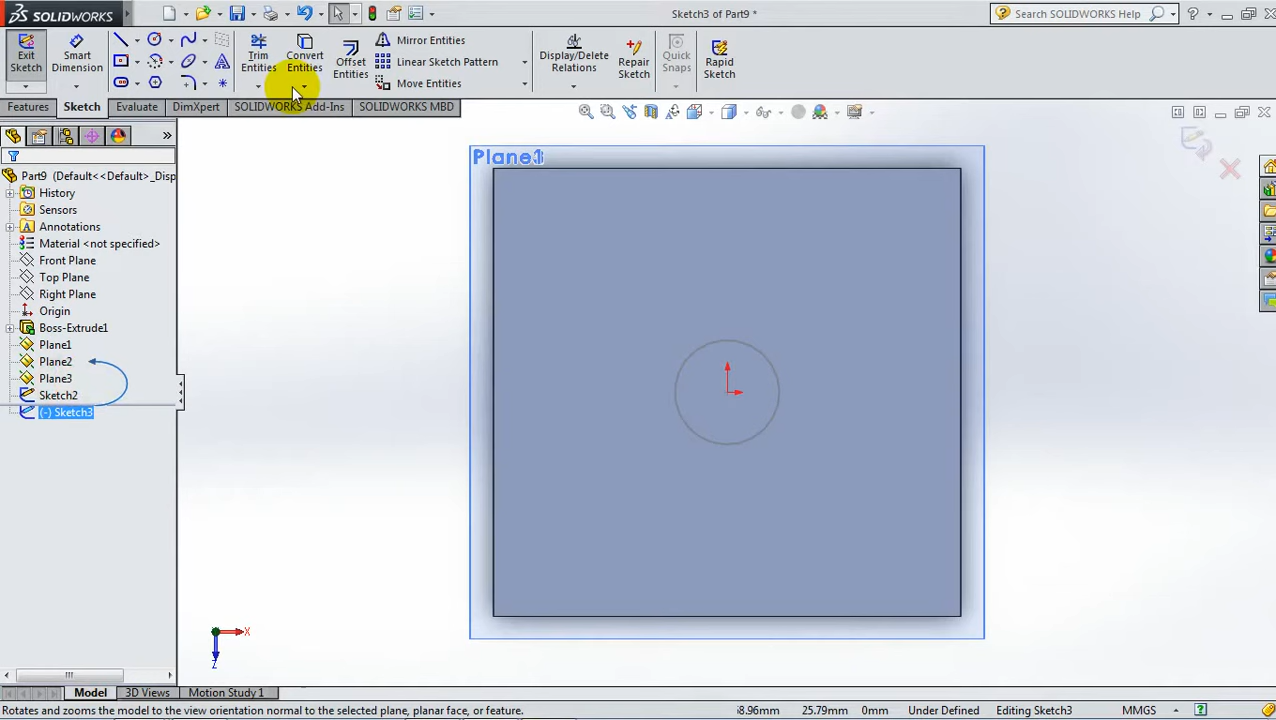 SOLIDWORKS
Sketch3 of Part9 *
Search SOLIDWORKS Help
Exit Sketch
Smart Dimension
Trim Entities
Convert Entities
Offset Entities
Mirror Entities
Linear Sketch Pattern
Move Entities
Display/Delete Relations
Repair Sketch
Quick Snaps
Rapid Sketch
Features
Sketch
Evaluate
DimXpert
SOLIDWORKS Add-Ins
SOLIDWORKS MBD
Part9 (Default<<Default>_Disp
History
Sensors
Annotations
Material <not specified>
Front Plane
Top Plane
Right Plane
Origin
Boss-Extrude1
Plane1
Plane2
Plane3
Sketch2
(-) Sketch3
X
Z
Model
3D Views
Motion Study 1
Rotates and zooms the model to the view orientation normal to the selected plane, planar face, or feature.
25.79mm
0mm
Under Defined
Editing Sketch3
MMGS